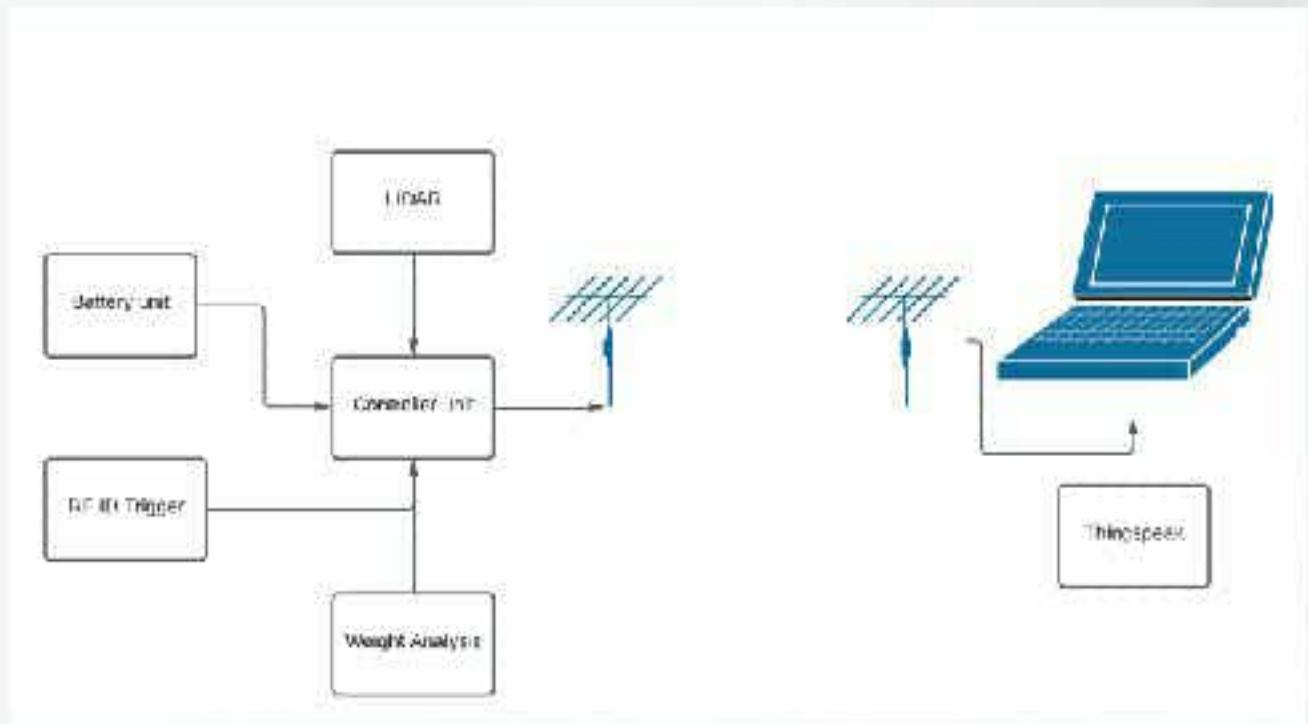 LIDAR
Battery unit
Controller unit
RFID Trigger
Thingspeak
Weight Analysis